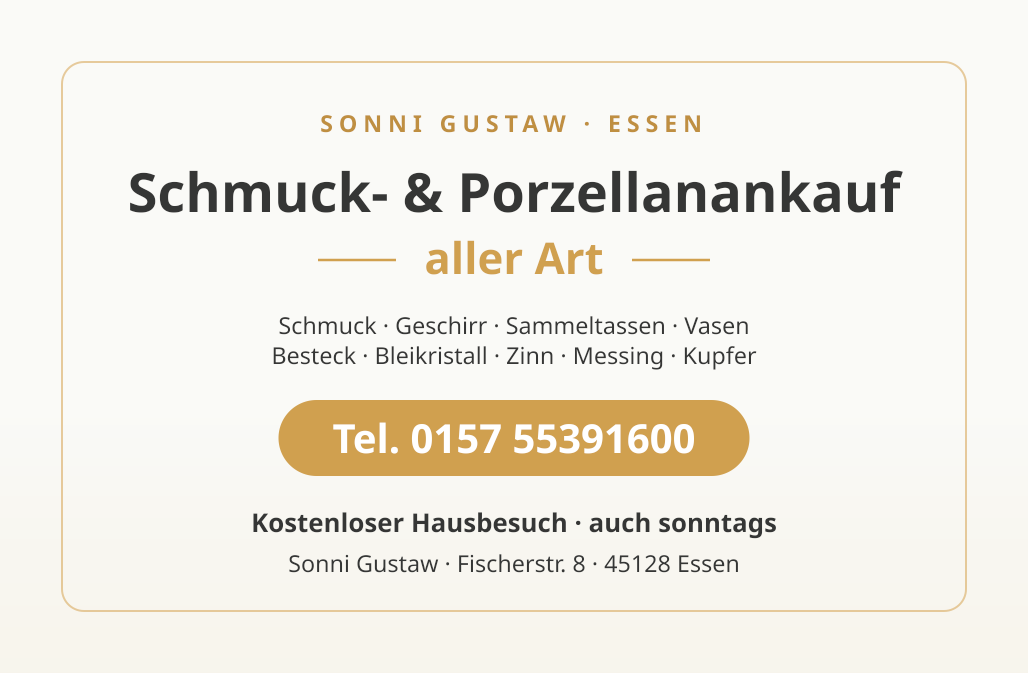 SONNI GUSTAW · ESSEN
Schmuck- & Porzellanankauf
aller Art
Schmuck · Geschirr · Sammeltassen · Vasen
Besteck · Bleikristall · Zinn · Messing · Kupfer
Tel. 0157 55391600
Kostenloser Hausbesuch · auch sonntags
Sonni Gustaw · Fischerstr. 8 · 45128 Essen